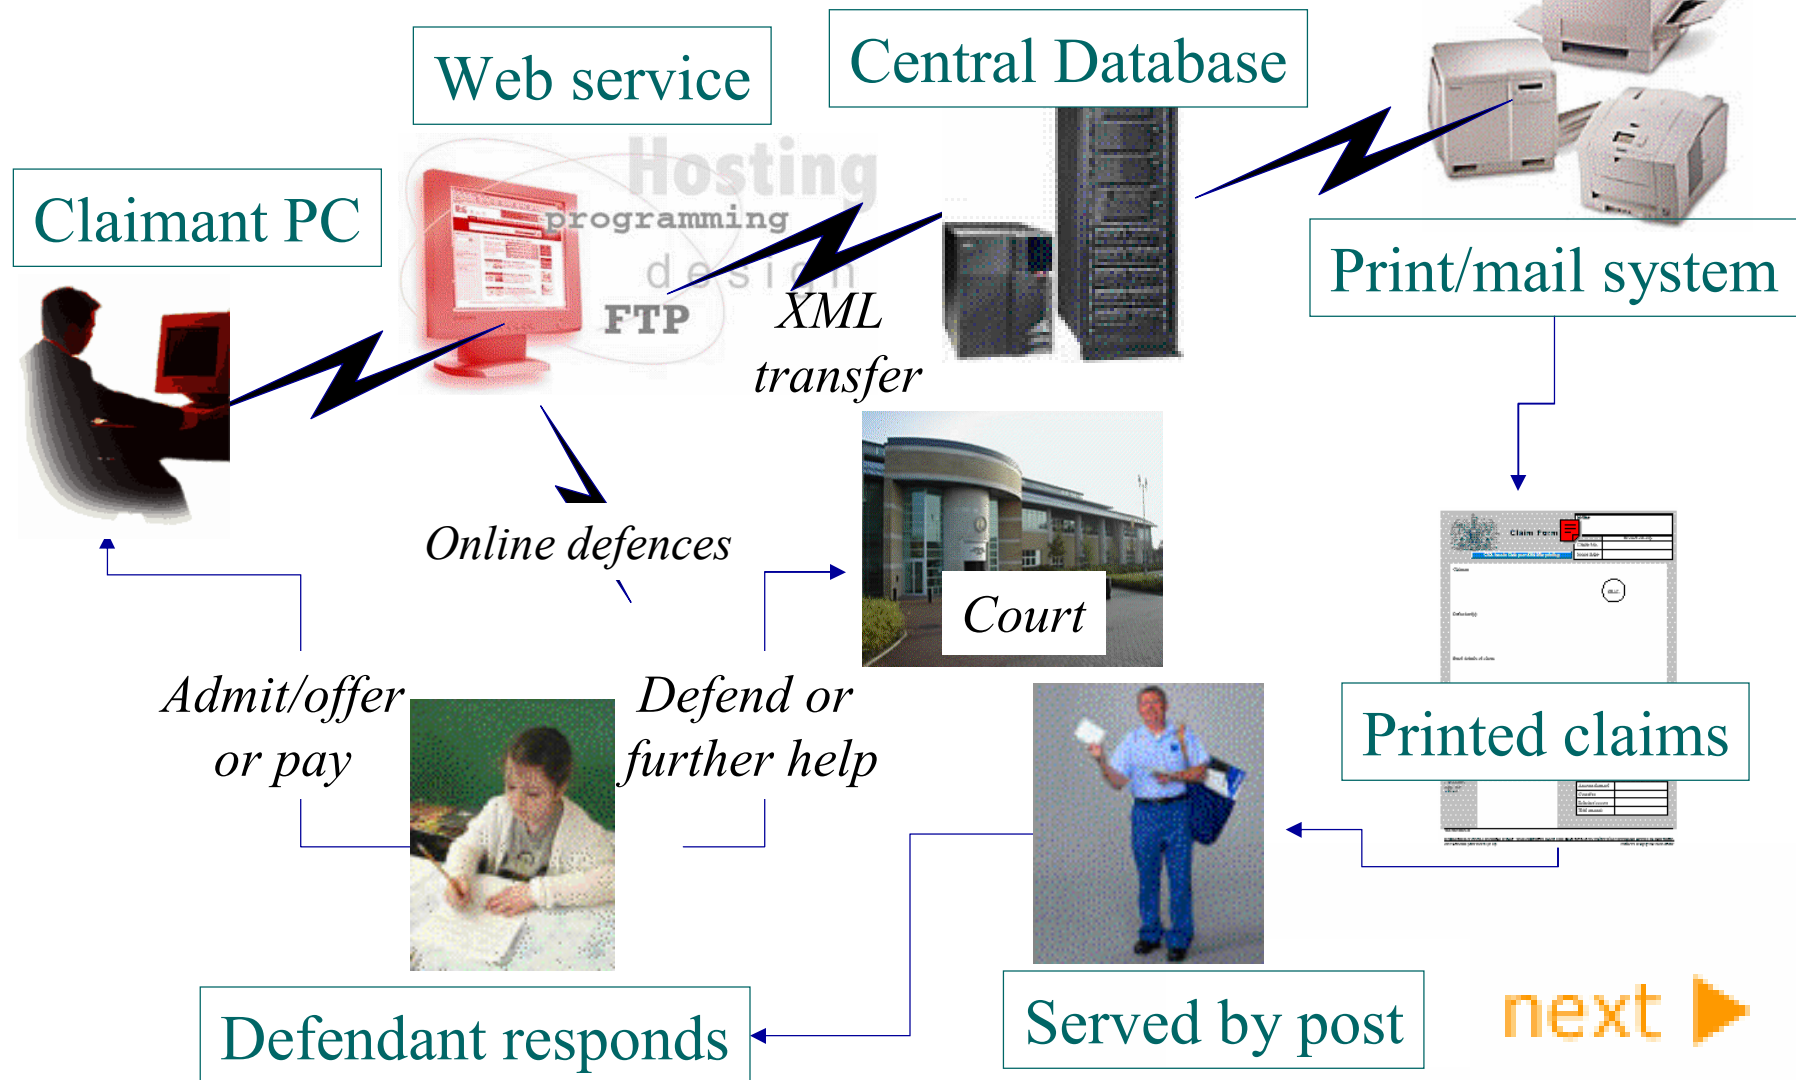 Web service
Central Database
Claimant PC
Hosting
programming
design
FTP
XML
transfer
Print/mail system
Online defences
Court
Claim Form
Admit/offer
or pay
Defend or
further help
Printed claims
Defendant responds
Served by post
next